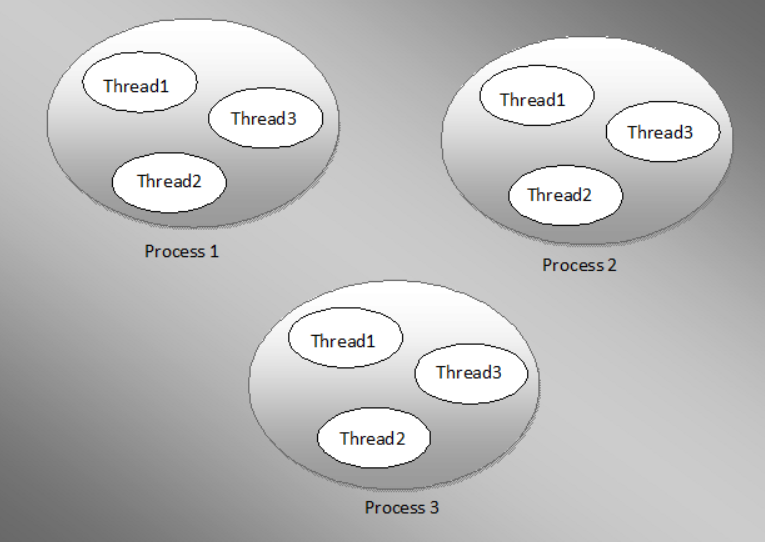 Thread1
Thread3
Thread2
Process 1
Thread1
Thread3
Thread2
Process 2
Thread1
Thread3
Thread2
Process 3